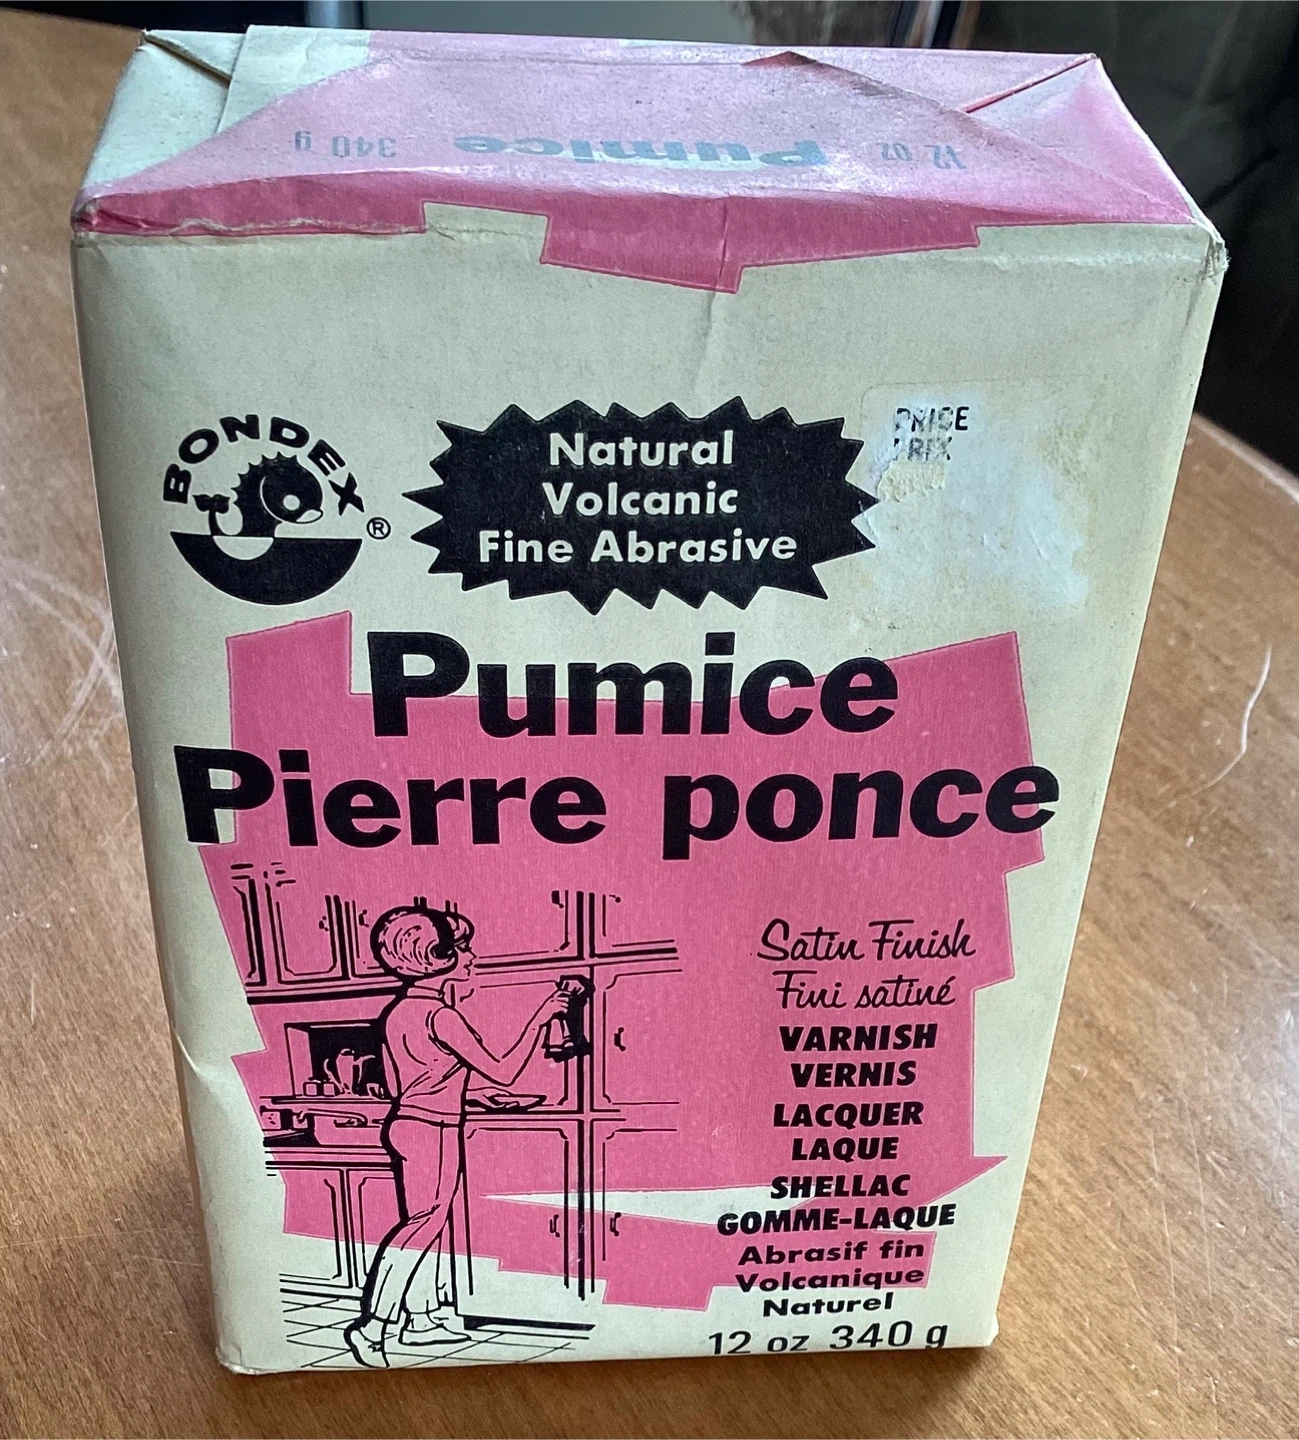 12 oz Pumice 340 g
BONDEX ®
Natural
Volcanic
Fine Abrasive
PRICE
PRIX
Pumice
Pierre ponce
Satin Finish
Fini satiné
VARNISH
VERNIS
LACQUER
LAQUE
SHELLAC
GOMME-LAQUE
Abrasif fin
Volcanique
Naturel
12 oz 340 g